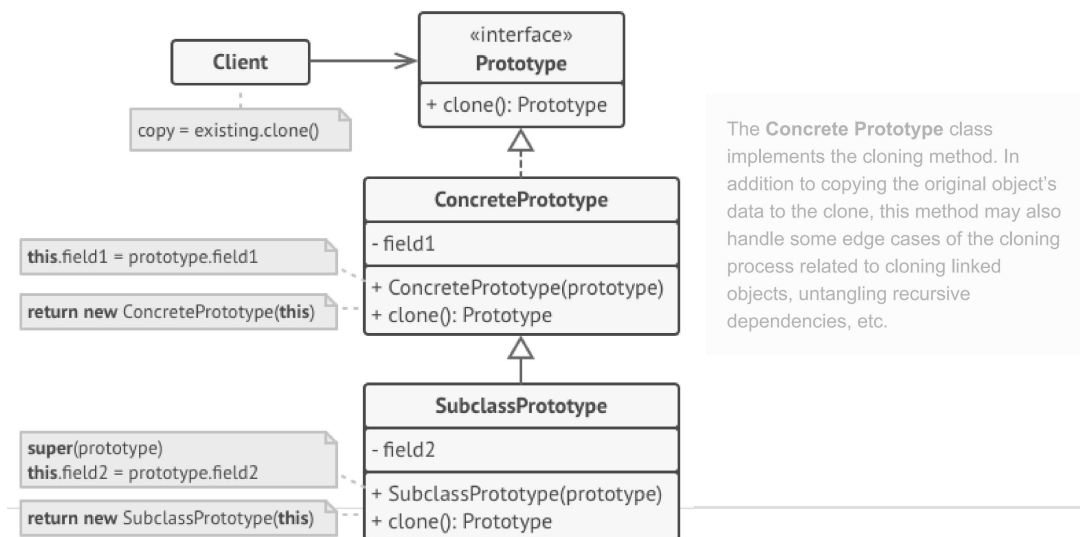 «interface»
Prototype
+ clone(): Prototype
Client
copy = existing.clone()
ConcretePrototype
- field1
+ ConcretePrototype(prototype)
+ clone(): Prototype
this.field1 = prototype.field1
return new ConcretePrototype(this)
SubclassPrototype
- field2
+ SubclassPrototype(prototype)
+ clone(): Prototype
super(prototype)
this.field2 = prototype.field2
return new SubclassPrototype(this)
The Concrete Prototype class
implements the cloning method. In
addition to copying the original object's
data to the clone, this method may also
handle some edge cases of the cloning
process related to cloning linked
objects, untangling recursive
dependencies, etc.